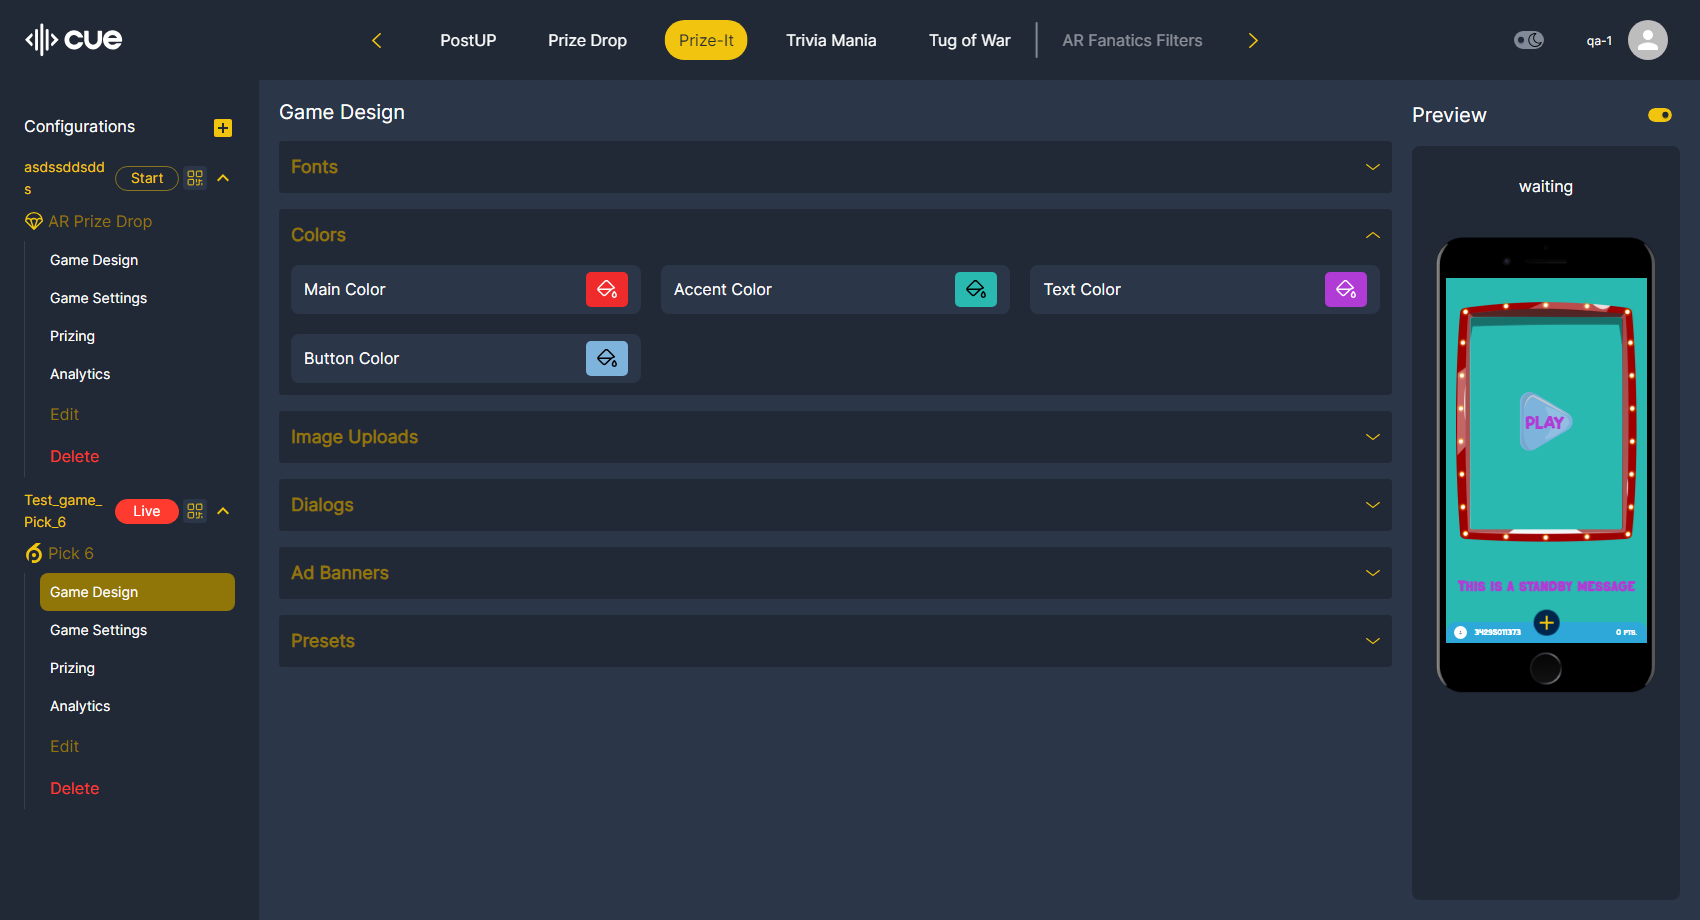 cue
PostUP
Prize Drop
Prize-It
Trivia Mania
Tug of War
AR Fanatics Filters
qa-1
Configurations
asdssddsdd
s
Start
AR Prize Drop
Game Design
Game Settings
Prizing
Analytics
Edit
Delete
Test_game_
Pick_6
Live
Pick 6
Game Design
Game Settings
Prizing
Analytics
Edit
Delete
Game Design
Fonts
Colors
Main Color
Accent Color
Text Color
Button Color
Image Uploads
Dialogs
Ad Banners
Presets
Preview
waiting
PLAY
THIS IS A STANDBY MESSAGE
34295011373
0 PTS.